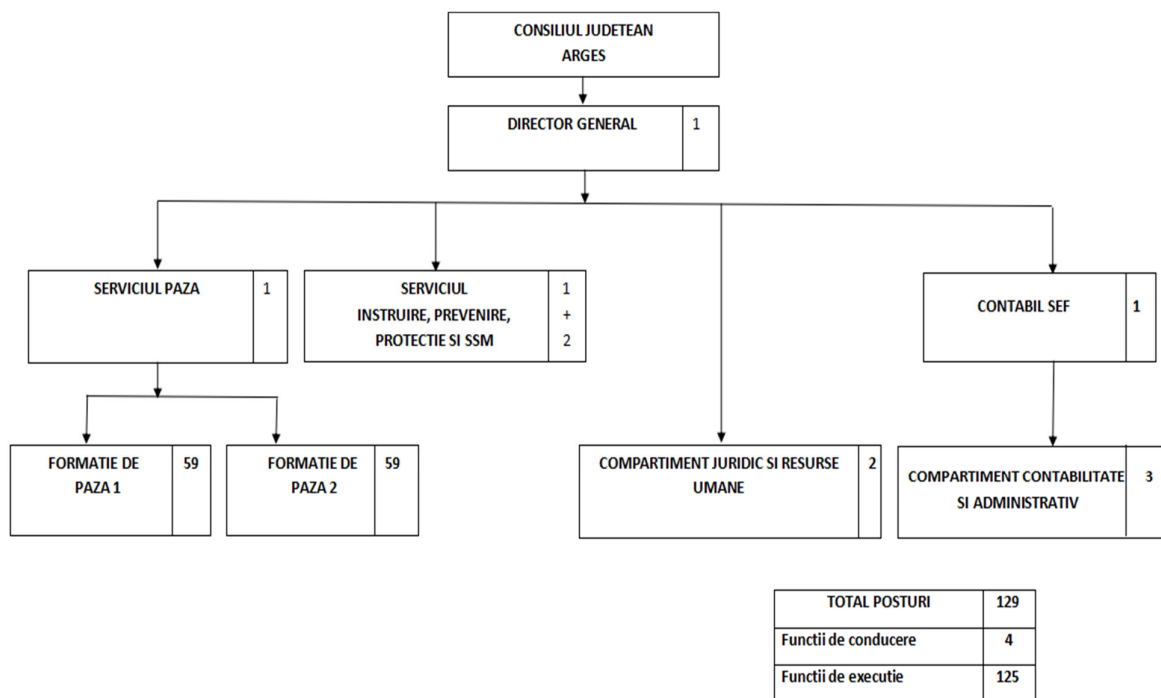 CONSILIUL JUDETEAN
ARGES
DIRECTOR GENERAL 1
SERVICIUL PAZA 1
SERVICIUL 1
INSTRUIRE, PREVENIRE, +
PROTECTIE SI SSM 2
CONTABIL SEF 1
FORMATIE DE 59
PAZA 1
FORMATIE DE 59
PAZA 2
COMPARTIMENT JURIDIC SI RESURSE 2
UMANE
COMPARTIMENT CONTABILITATE 3
SI ADMINISTRATIV
TOTAL POSTURI 129
Functii de conducere 4
Functii de executie 125